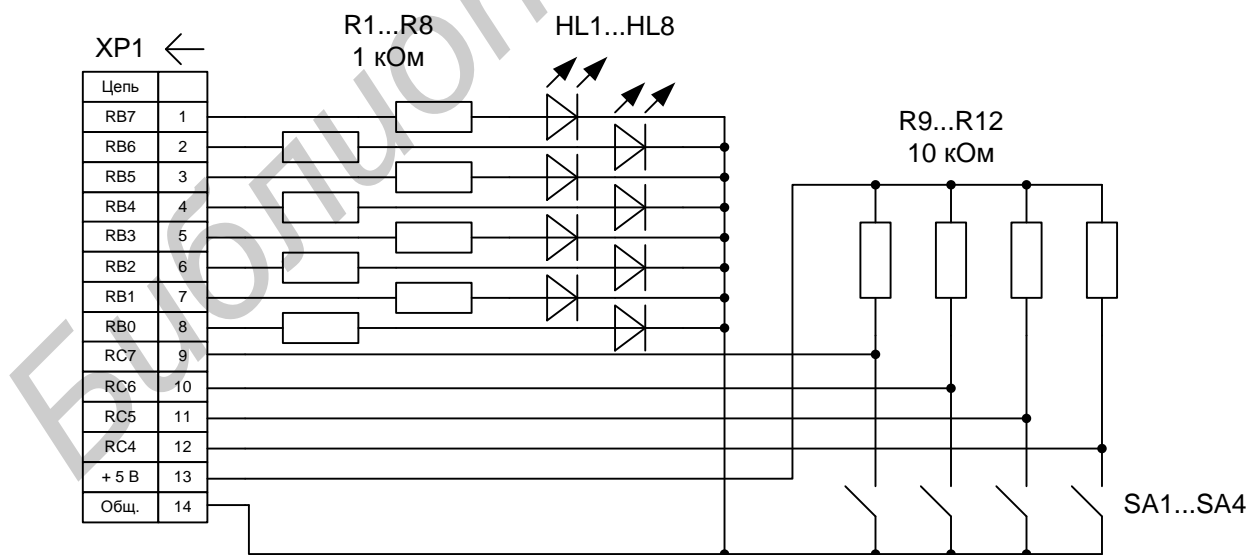 R1...R8
1 кОм
HL1...HL8
XP1
Цепь
RB7 1
RB6 2
RB5 3
RB4 4
RB3 5
RB2 6
RB1 7
RB0 8
RC7 9
RC6 10
RC5 11
RC4 12
+ 5 В 13
Общ. 14
R9...R12
10 кОм
SA1...SA4
Библиот